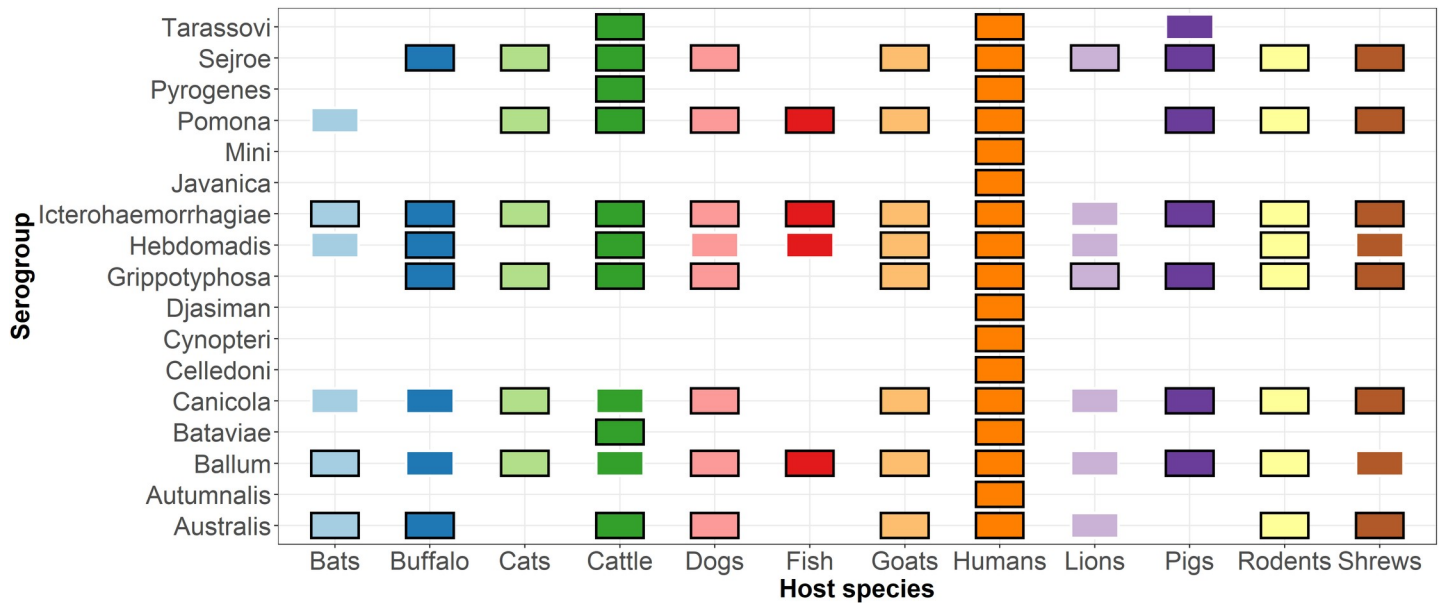 Serogroup
Tarassovi
Sejroe
Pyrogenes
Pomona
Mini
Javanica
Icterohaemorrhagiae
Hebdomadis
Grippotyphosa
Djasiman
Cynopteri
Celledoni
Canicola
Bataviae
Ballum
Autumnalis
Australis
Bats Buffalo Cats Cattle Dogs Fish Goats Humans Lions Pigs Rodents Shrews
Host species